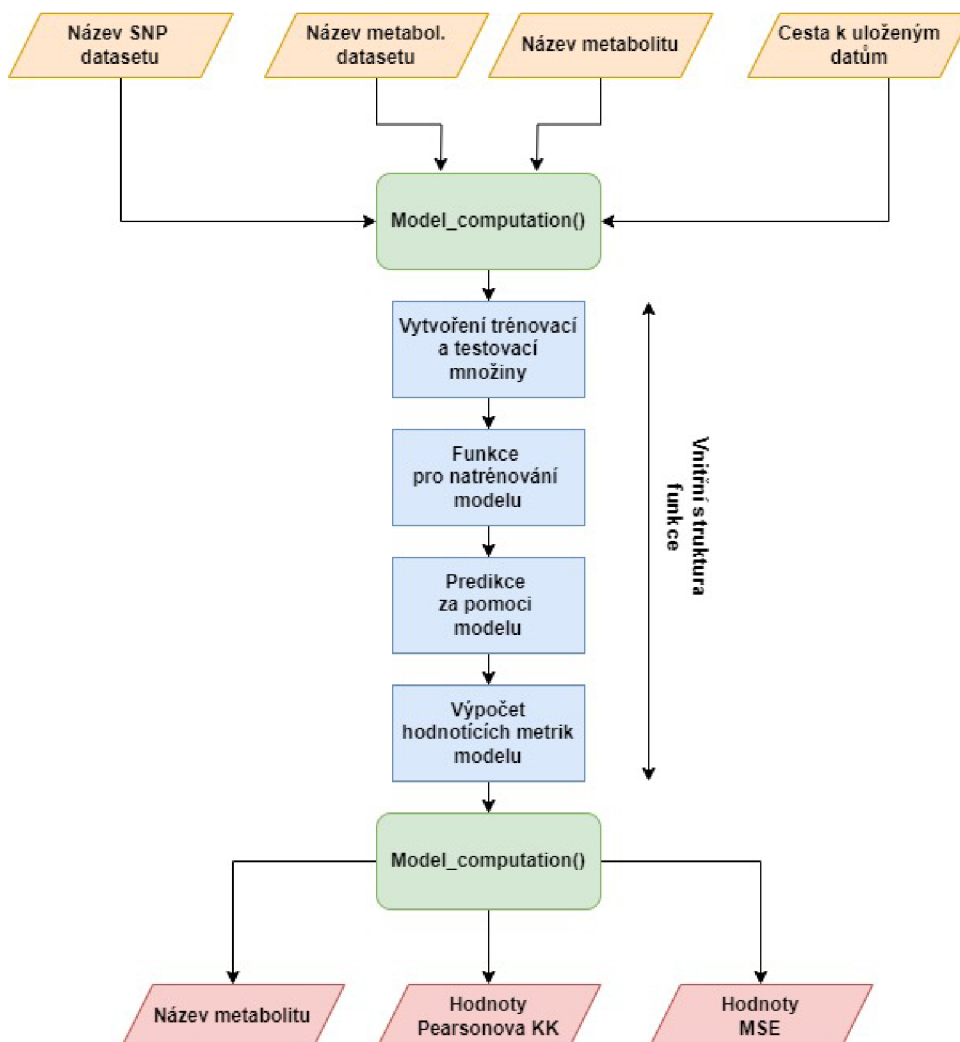 Název SNP
datasetu
Název metabol.
datasetu
Název metabolitu
Cesta k uloženým
datům
Model_computation()
Vytvoření trénovací
a testovací
množiny
Funkce
pro natrénování
modelu
Predikce
za pomoci
modelu
Výpočet
hodnotících metrik
modelu
Vnitřní struktura
funkce
Model_computation()
Název metabolitu
Hodnoty
Pearsonova KK
Hodnoty
MSE